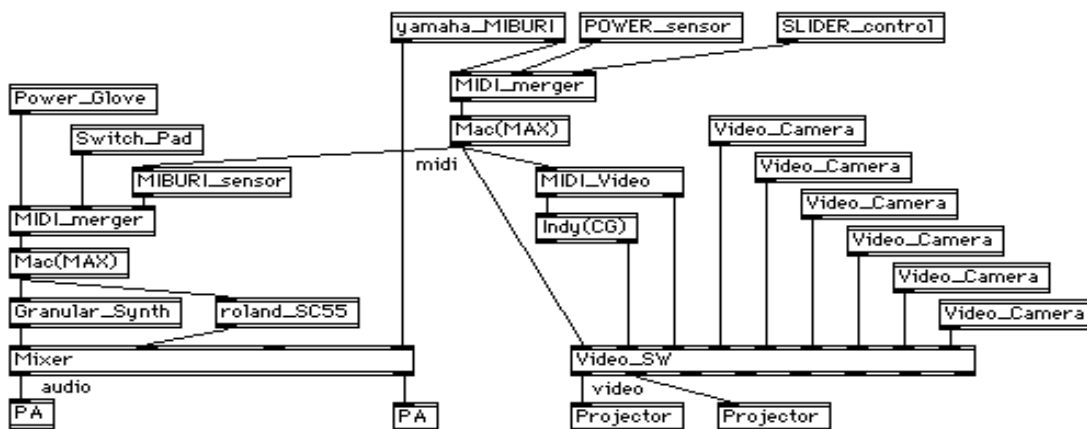 yamaha_MIBURI
POWER_sensor
SLIDER_control
MIDI_merger
Power_Glove
Mac(MAX)
Video_Camera
Switch_Pad
midi
Video_Camera
MIBURI_sensor
MIDI_Video
Video_Camera
MIDI_merger
Indy(CG)
Video_Camera
Mac(MAX)
Video_Camera
Granular_Synth
roland_SC55
Video_Camera
Mixer
Video_SW
audio
video
PA
PA
Projector
Projector